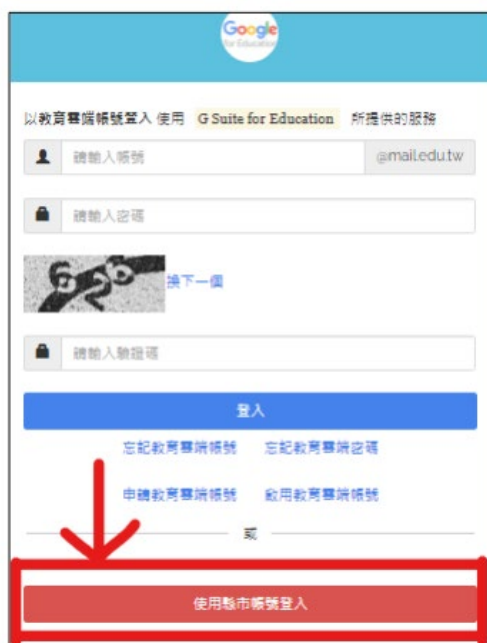 Google
for Education
以教育雲端帳號登入 使用 G Suite for Education 所提供的服務
請輸入帳號 @mail.edu.tw
請輸入密碼
換下一個
請輸入驗證碼
登入
忘記教育雲端帳號 忘記教育雲端密碼
申請教育雲端帳號 啟用教育雲端帳號
或
使用縣市帳號登入